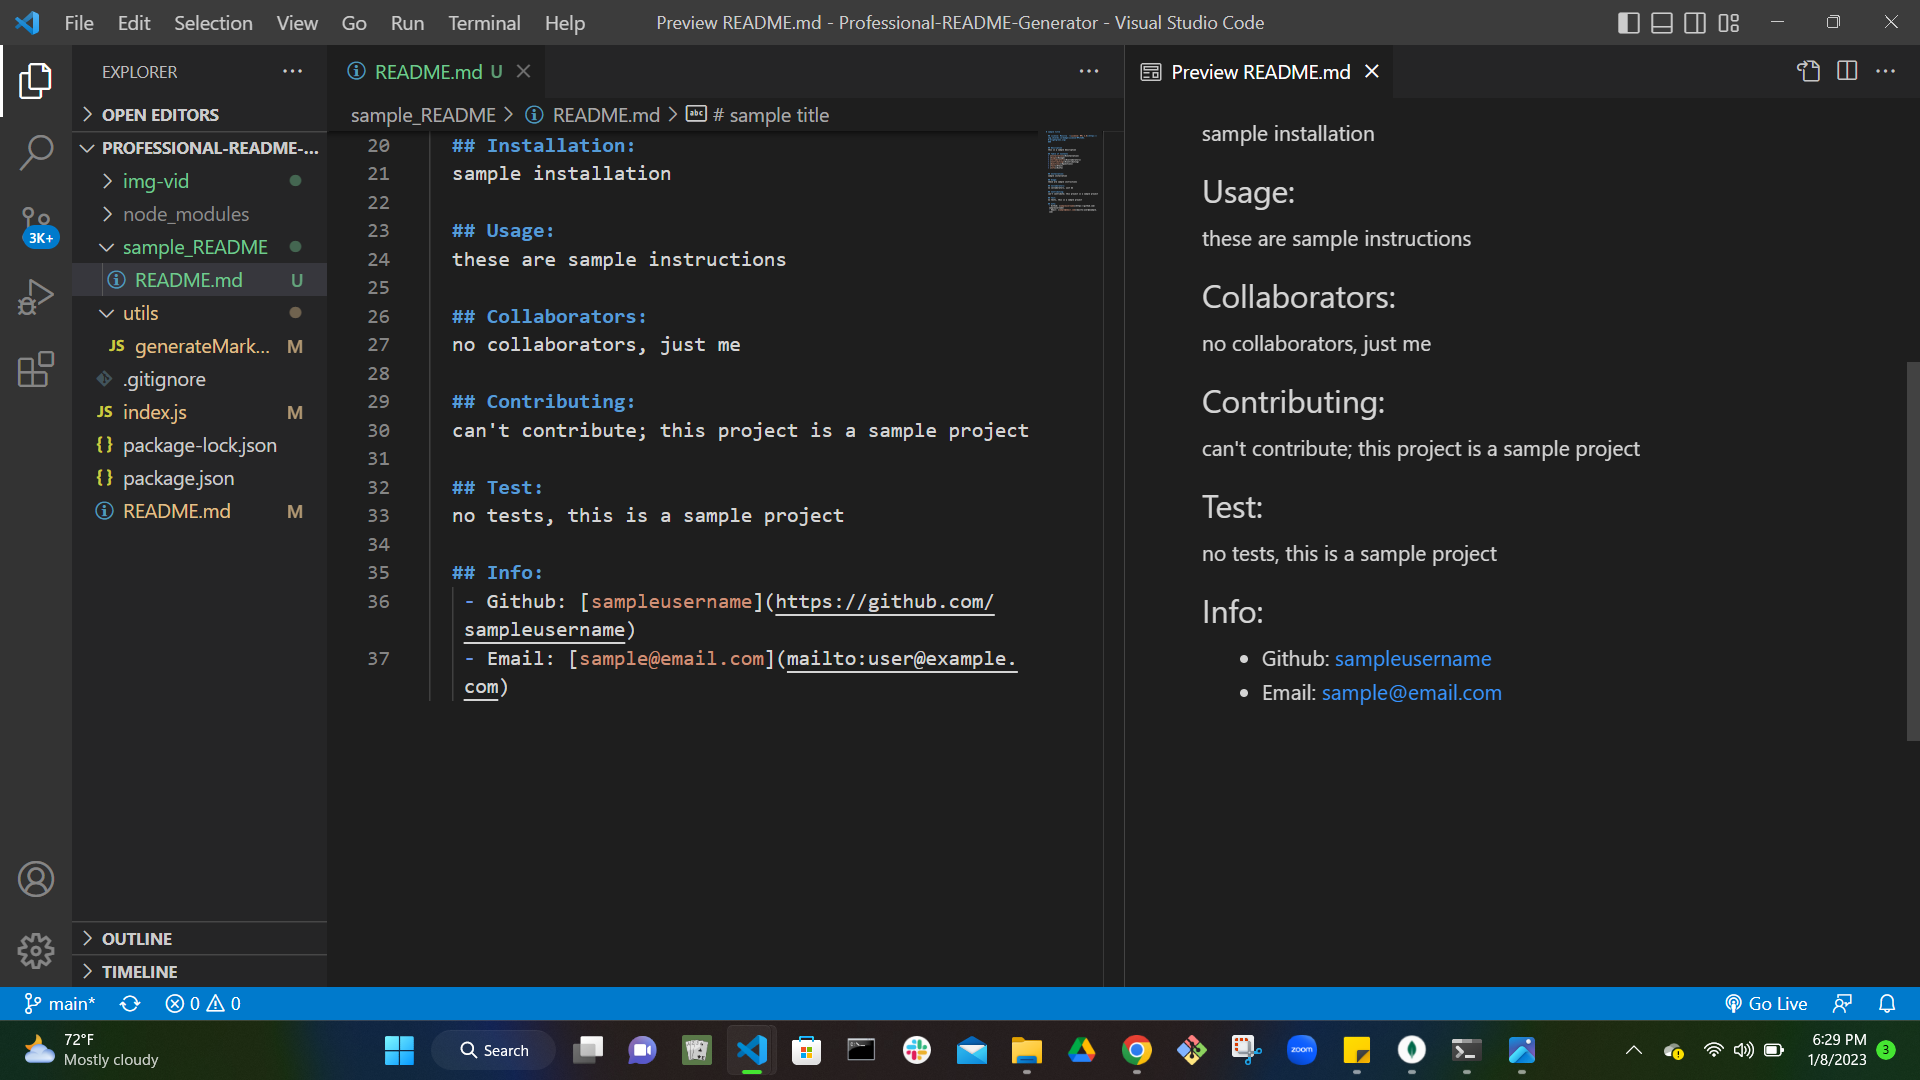 File Edit Selection View Go Run Terminal Help
Preview README.md - Professional-README-Generator - Visual Studio Code
EXPLORER
OPEN EDITORS
PROFESSIONAL-README-...
img-vid
node_modules
sample_README
README.md U
utils
JS generateMark... M
.gitignore
JS index.js M
{} package-lock.json
{} package.json
README.md M
OUTLINE
TIMELINE
3K+
README.md U
sample_README > README.md > abc # sample title
20 ## Installation:
21 sample installation
22
23 ## Usage:
24 these are sample instructions
25
26 ## Collaborators:
27 no collaborators, just me
28
29 ## Contributing:
30 can't contribute; this project is a sample project
31
32 ## Test:
33 no tests, this is a sample project
34
35 ## Info:
36 - Github: [sampleusername](https://github.com/
sampleusername)
37 - Email: [sample@email.com](mailto:user@example.
com)
Preview README.md
sample installation
Usage:
these are sample instructions
Collaborators:
no collaborators, just me
Contributing:
can't contribute; this project is a sample project
Test:
no tests, this is a sample project
Info:
• Github: sampleusername
• Email: sample@email.com
main* 0 0
Go Live
72°F
Mostly cloudy
Search
zoom
6:29 PM
1/8/2023
3